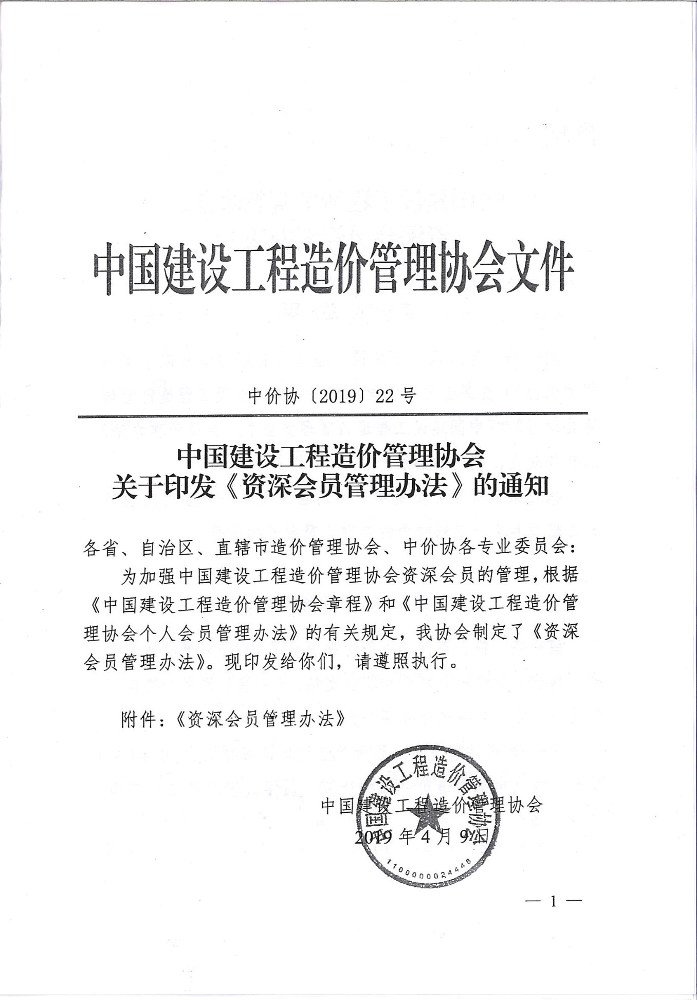 中国建设工程造价管理协会文件
中价协〔2019〕22号
中国建设工程造价管理协会
关于印发《资深会员管理办法》的通知
各省、自治区、直辖市造价管理协会、中价协各专业委员会：
为加强中国建设工程造价管理协会资深会员的管理，根据
《中国建设工程造价管理协会章程》和《中国建设工程造价管
理协会个人会员管理办法》的有关规定，我协会制定了《资深
会员管理办法》。现印发给你们，请遵照执行。
附件：《资深会员管理办法》
中国建设工程造价管理协会
中国建设工程造价管理协会
2019年4月9日
1100000024448
— 1 —